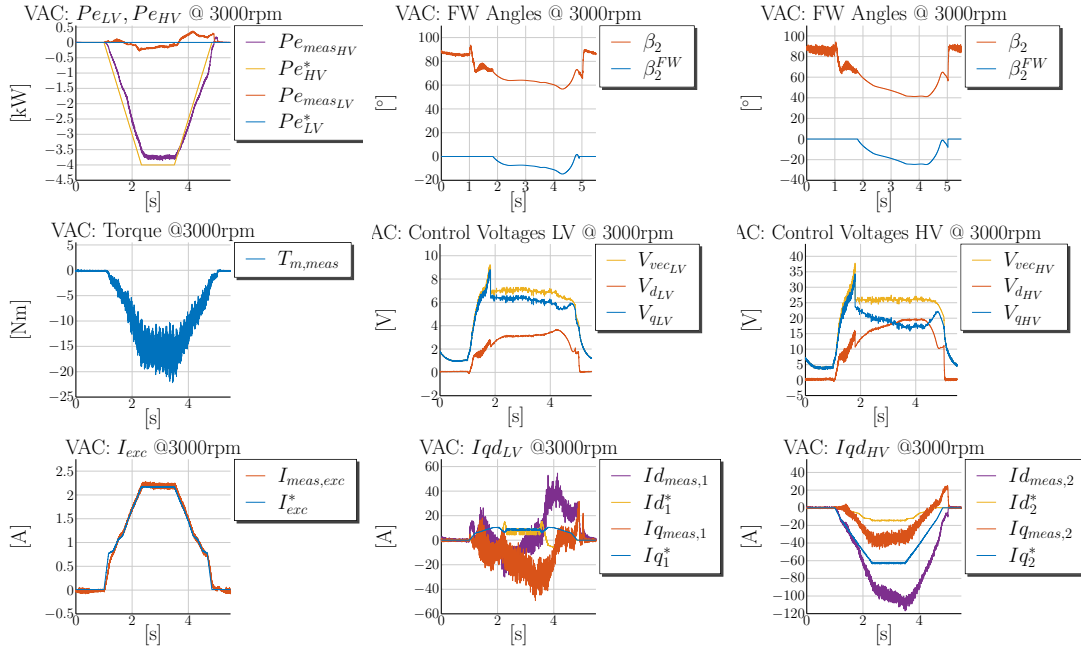 VAC: Pe_LV, Pe_HV @ 3000rpm
0.5
0
−0.5
−1
−1.5
−2
−2.5
−3
−3.5
−4
−4.5
[kW]
0 2 4
[s]
Pe_meas_HV
Pe*_HV
Pe_meas_LV
Pe*_LV
VAC: FW Angles @ 3000rpm
100
80
60
40
20
0
−20
[°]
0 1 2 3 4 5
[s]
β_2
β_2^FW
VAC: FW Angles @ 3000rpm
100
80
60
40
20
0
−20
−40
[°]
0 1 2 3 4 5
[s]
β_2
β_2^FW
VAC: Torque @3000rpm
5
0
−5
−10
−15
−20
−25
[Nm]
0 2 4
[s]
T_m,meas
AC: Control Voltages LV @ 3000rpm
10
8
6
4
2
0
−2
[V]
0 2 4
[s]
V_vec_LV
V_d_LV
V_q_LV
AC: Control Voltages HV @ 3000rpm
40
35
30
25
20
15
10
5
0
−5
[V]
0 2 4
[s]
V_vec_HV
V_d_HV
V_q_HV
VAC: I_exc @3000rpm
2.5
2
1.5
1
0.5
0
−0.5
[A]
0 2 4
[s]
I_meas,exc
I*_exc
VAC: Iqd_LV @ 3000rpm
60
40
20
0
−20
−40
−60
[A]
0 2 4
[s]
Id_meas,1
Id*_1
Iq_meas,1
Iq*_1
VAC: Iqd_HV @ 3000rpm
40
20
0
−20
−40
−60
−80
−100
−120
[A]
0 2 4
[s]
Id_meas,2
Id*_2
Iq_meas,2
Iq*_2